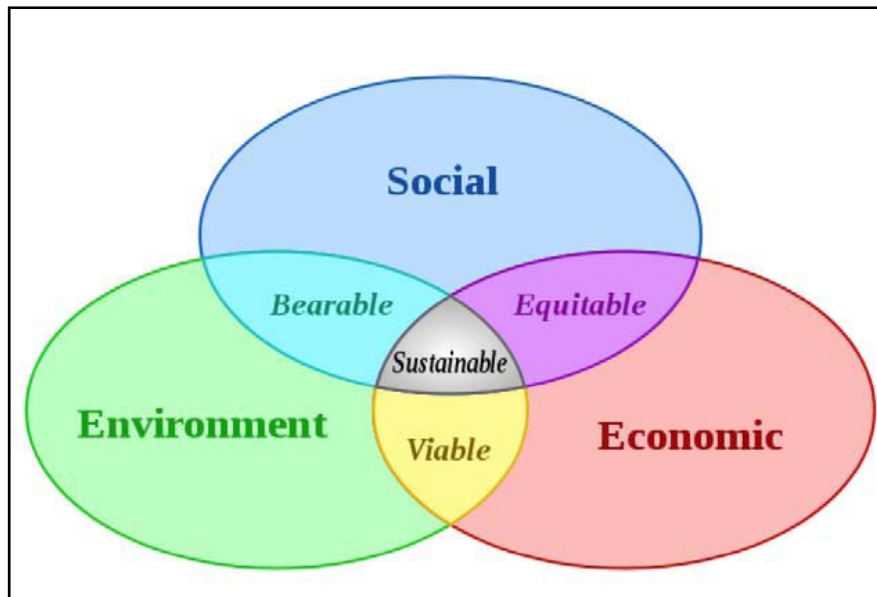 Social
Bearable
Equitable
Sustainable
Environment
Economic
Viable